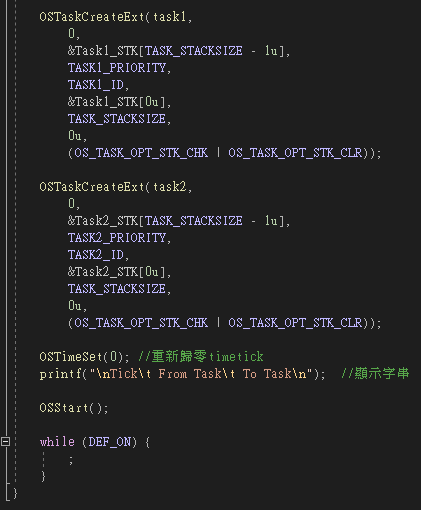 OSTaskCreateExt(task1,
0,
&Task1_STK[TASK_STACKSIZE - 1u],
TASK1_PRIORITY,
TASK1_ID,
&Task1_STK[0u],
TASK_STACKSIZE,
0u,
(OS_TASK_OPT_STK_CHK | OS_TASK_OPT_STK_CLR));
OSTaskCreateExt(task2,
0,
&Task2_STK[TASK_STACKSIZE - 1u],
TASK2_PRIORITY,
TASK2_ID,
&Task2_STK[0u],
TASK_STACKSIZE,
0u,
(OS_TASK_OPT_STK_CHK | OS_TASK_OPT_STK_CLR));
OSTimeSet(0); //重新歸零timetick
printf("\nTick\t From Task\t To Task\n"); //顯示字串
OSStart();
while (DEF_ON) {
;
}
}